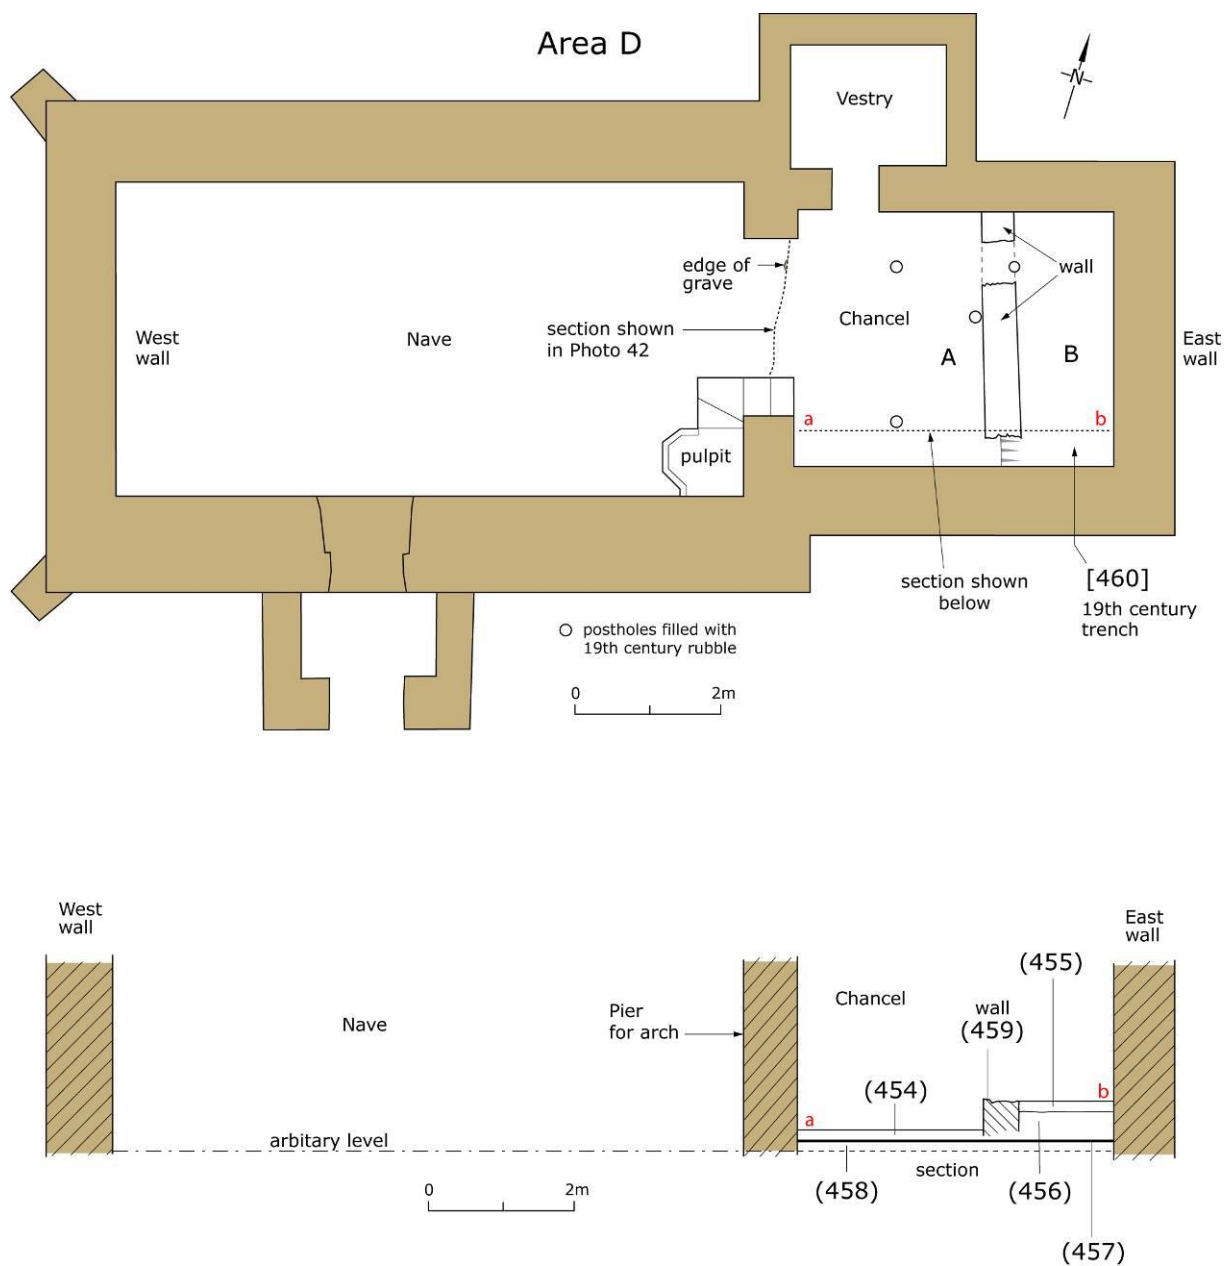 Area D
N
Vestry
edge of
grave
wall
section shown
in Photo 42
Chancel
West
wall
Nave
East
wall
A
B
a
b
pulpit
section shown
below
[460]
19th century
trench
postholes filled with
19th century rubble
0 2m
West
wall
East
wall
(455)
Chancel
wall
(459)
Nave
Pier
for arch
(454)
b
a
arbitary level
section
(458)
(456)
0 2m
(457)